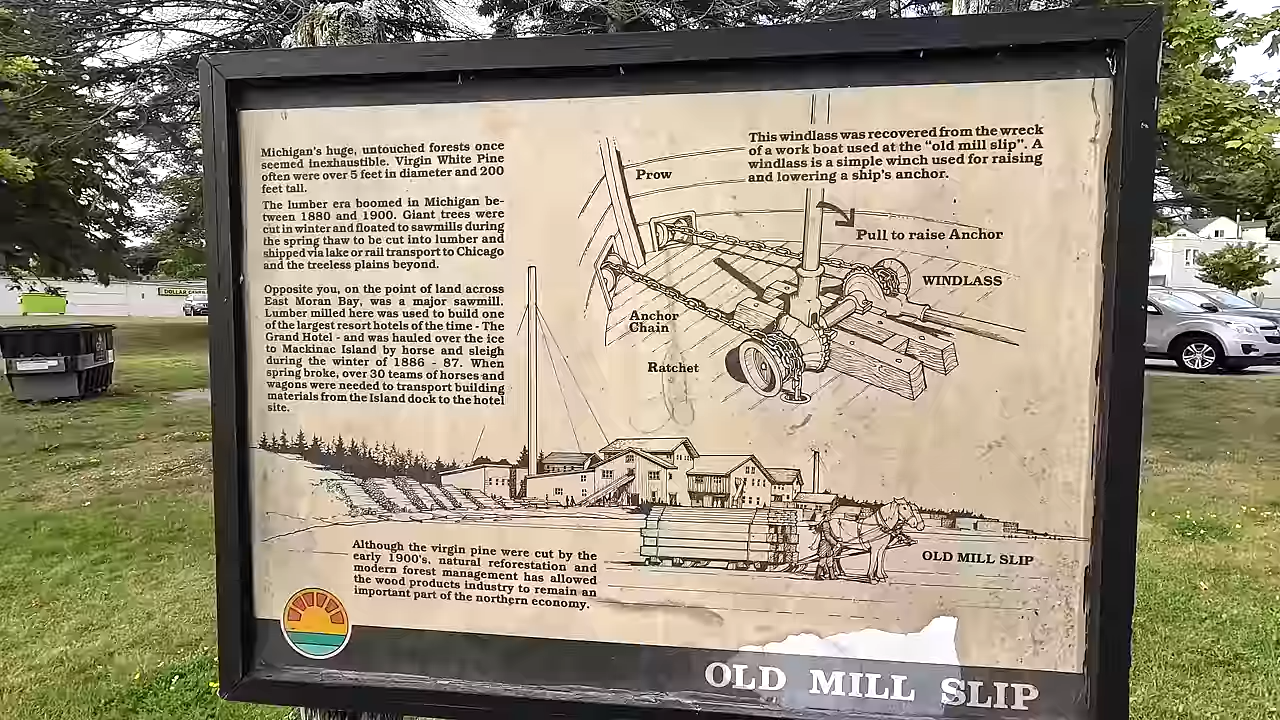 Michigan's huge, untouched forests once
seemed inexhaustible. Virgin White Pine
often were over 5 feet in diameter and 200
feet tall.
The lumber era boomed in Michigan be-
tween 1880 and 1900. Giant trees were
cut in winter and floated to sawmills during
the spring thaw to be cut into lumber and
shipped via lake or rail transport to Chicago
and the treeless plains beyond.
Opposite you, on the point of land across
East Moran Bay, was a major sawmill.
Lumber milled here was used to build one
of the largest resort hotels of the time - The
Grand Hotel - and was hauled over the ice
to Mackinac Island by horse and sleigh
during the winter of 1886 - 87. When
spring broke, over 30 teams of horses and
wagons were needed to transport building
materials from the Island dock to the hotel
site.
This windlass was recovered from the wreck
of a work boat used at the "old mill slip". A
windlass is a simple winch used for raising
and lowering a ship's anchor.
Prow
Pull to raise Anchor
WINDLASS
Anchor
Chain
Ratchet
Although the virgin pine were cut by the
early 1900's, natural reforestation and
modern forest management has allowed
the wood products industry to remain an
important part of the northern economy.
OLD MILL SLIP
OLD MILL SLIP
DOLLAR